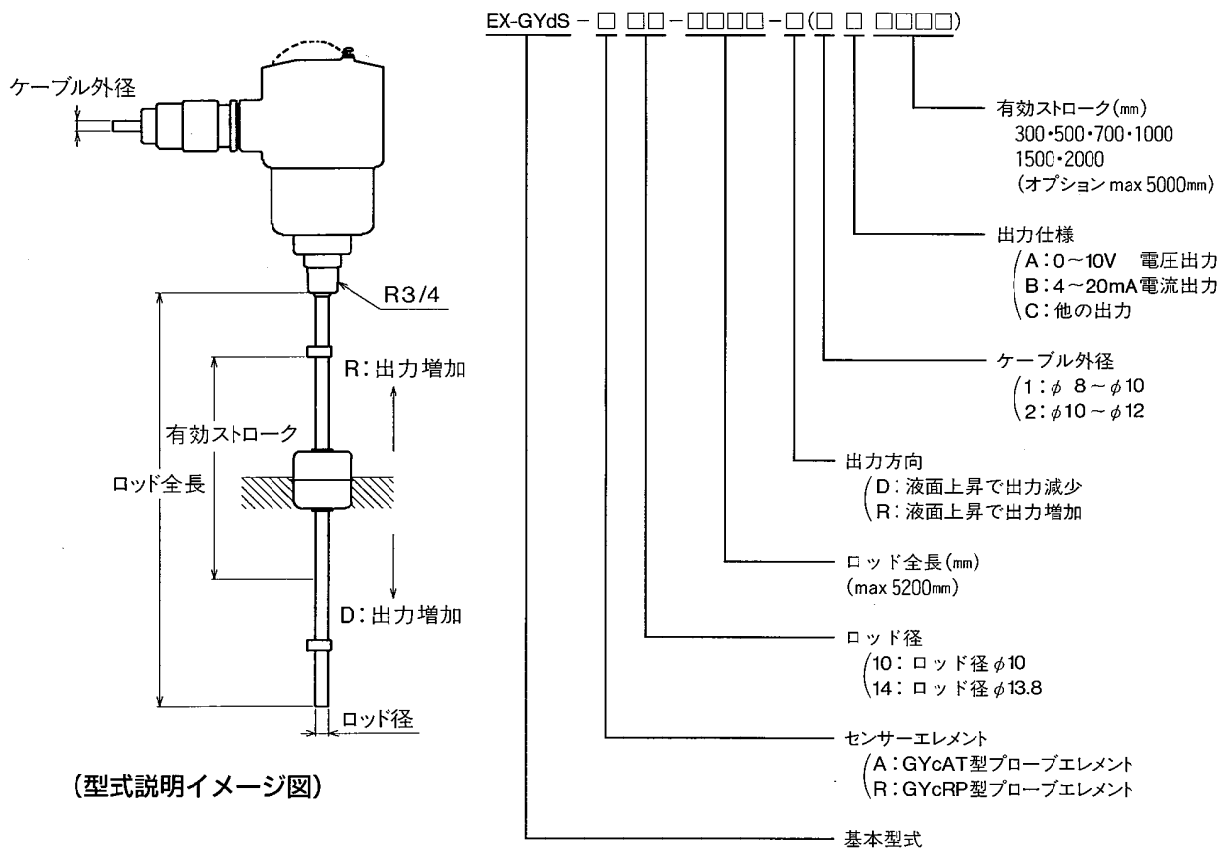 EX-GYdS-□ □□-□□□□-□(□ □ □□□□)
ケーブル外径
R3/4
R:出力増加
有効ストローク
ロッド全長
D:出力増加
ロッド径
(型式説明イメージ図)
有効ストローク(mm)
300・500・700・1000
1500・2000
(オプション max 5000mm)
出力仕様
A:0~10V 電圧出力
B:4~20mA電流出力
C:他の出力
ケーブル外径
1:φ 8~φ10
2:φ10~φ12
出力方向
D:液面上昇で出力減少
R:液面上昇で出力増加
ロッド全長(mm)
(max 5200mm)
ロッド径
10:ロッド径φ10
14:ロッド径φ13.8
センサーエレメント
A:GYcAT型プローブエレメント
R:GYcRP型プローブエレメント
基本型式